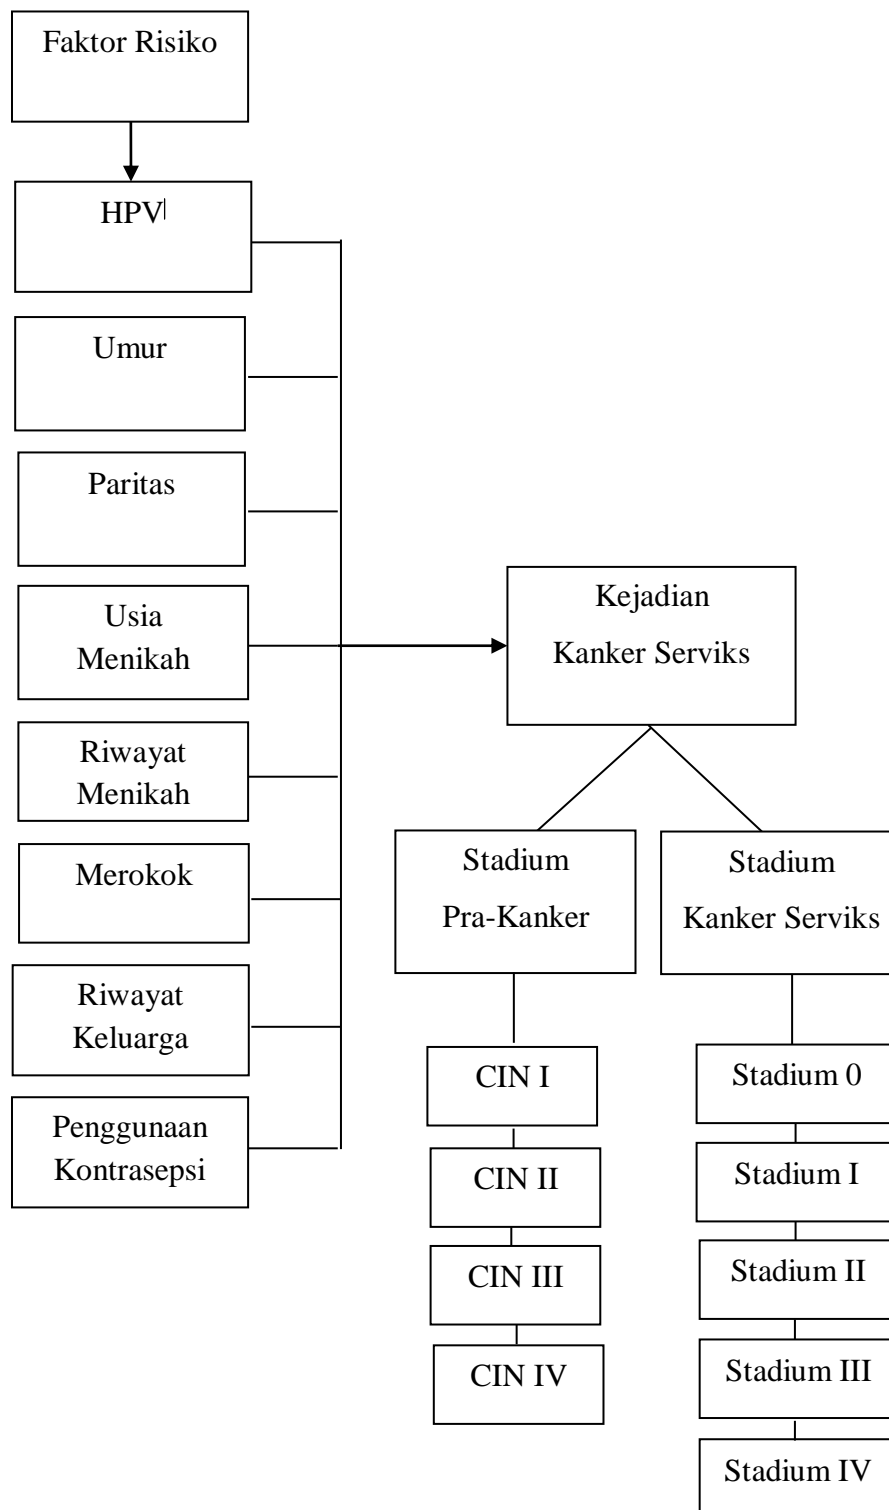 Faktor Risiko
HPV
Umur
Paritas
Usia
Menikah
Riwayat
Menikah
Merokok
Riwayat
Keluarga
Penggunaan
Kontrasepsi
Kejadian
Kanker Serviks
Stadium
Pra-Kanker
CIN I
CIN II
CIN III
CIN IV
Stadium
Kanker Serviks
Stadium 0
Stadium I
Stadium II
Stadium III
Stadium IV